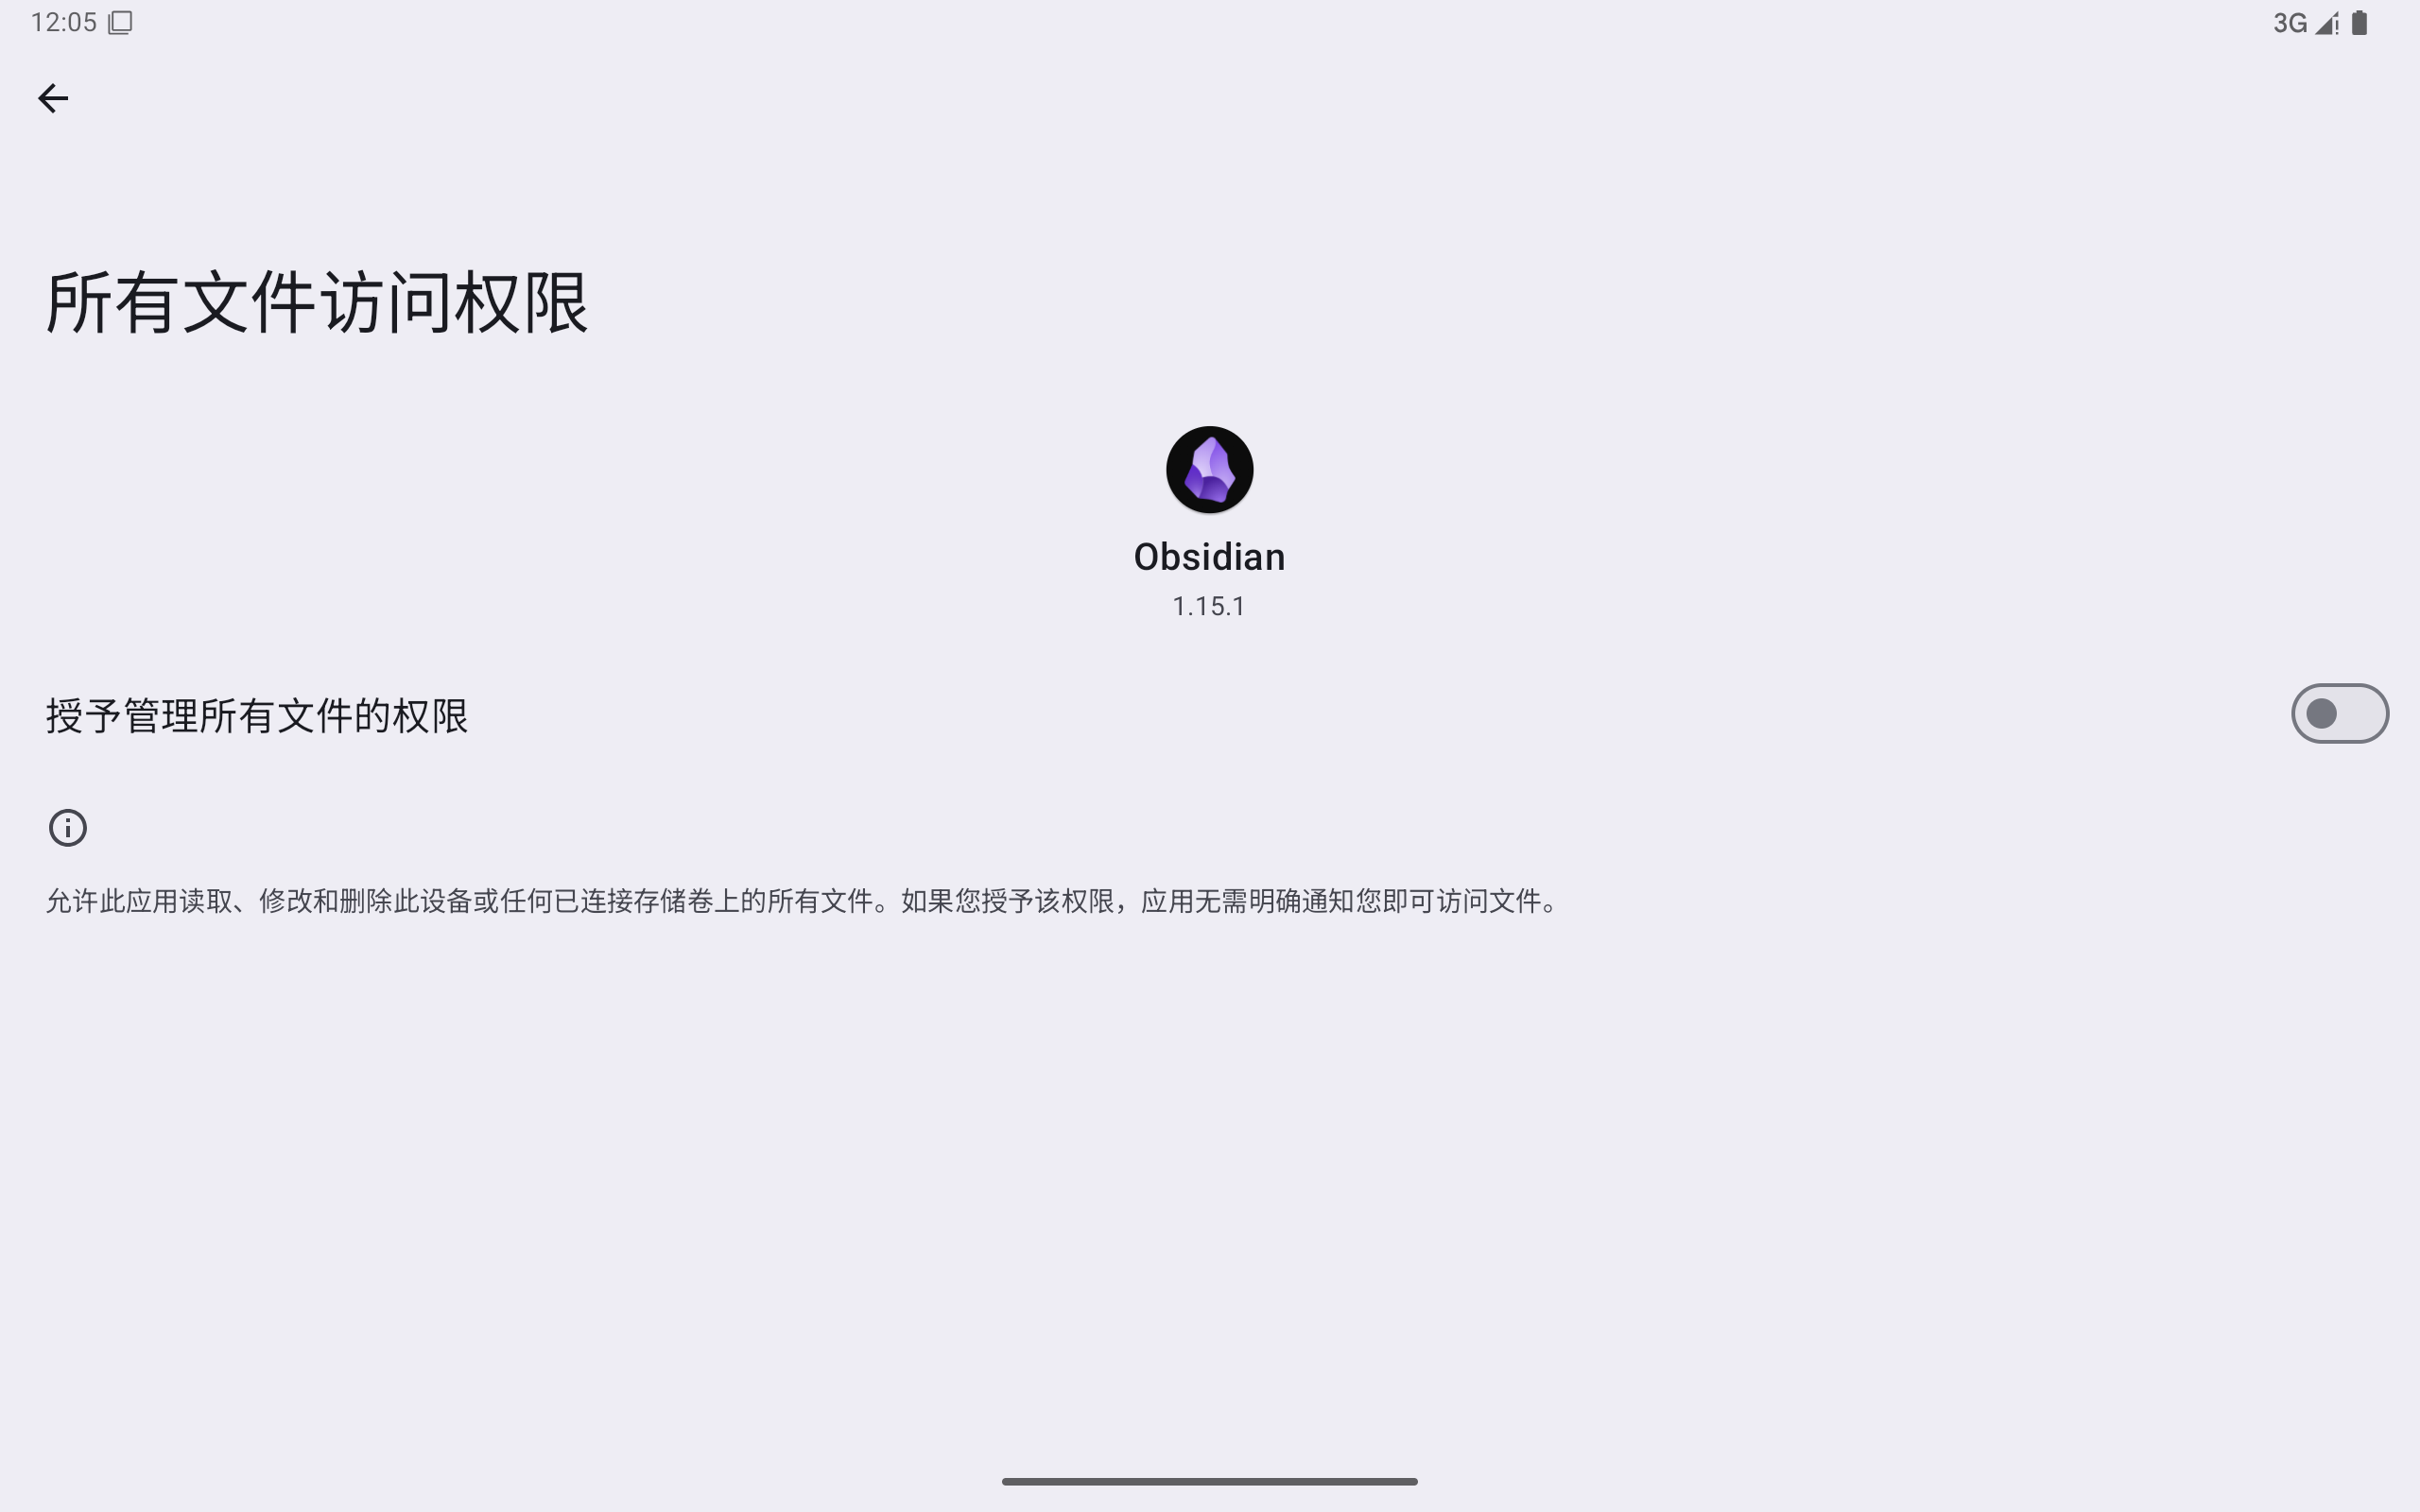 12:05
3G
所有文件访问权限
Obsidian
1.15.1
授予管理所有文件的权限
允许此应用读取、修改和删除此设备或任何已连接存储卷上的所有文件。如果您授予该权限，应用无需明确通知您即可访问文件。